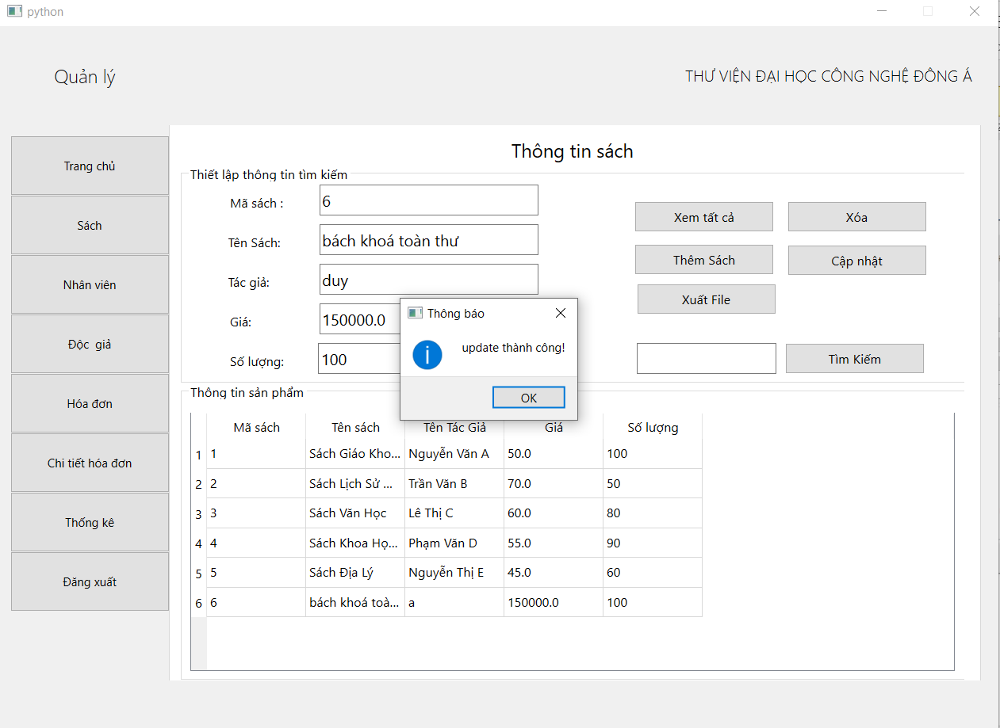 python
Quản lý
THƯ VIỆN ĐẠI HỌC CÔNG NGHỆ ĐÔNG Á
Trang chủ
Sách
Nhân viên
Độc giả
Hóa đơn
Chi tiết hóa đơn
Thống kê
Đăng xuất
Thông tin sách
Thiết lập thông tin tìm kiếm
Mã sách : 6
Tên Sách: bách khoá toàn thư
Tác giả: duy
Giá: 150000.0
Số lượng: 100
Xem tất cả Xóa
Thêm Sách Cập nhật
Xuất File
Tìm Kiếm
Thông báo
update thành công!
OK
Thông tin sản phẩm
Mã sách Tên sách Tên Tác Giả Giá Số lượng
1 1 Sách Giáo Kho... Nguyễn Văn A 50.0 100
2 2 Sách Lịch Sử ... Trần Văn B 70.0 50
3 3 Sách Văn Học Lê Thị C 60.0 80
4 4 Sách Khoa Họ... Phạm Văn D 55.0 90
5 5 Sách Địa Lý Nguyễn Thị E 45.0 60
6 6 bách khoá toà... a 150000.0 100